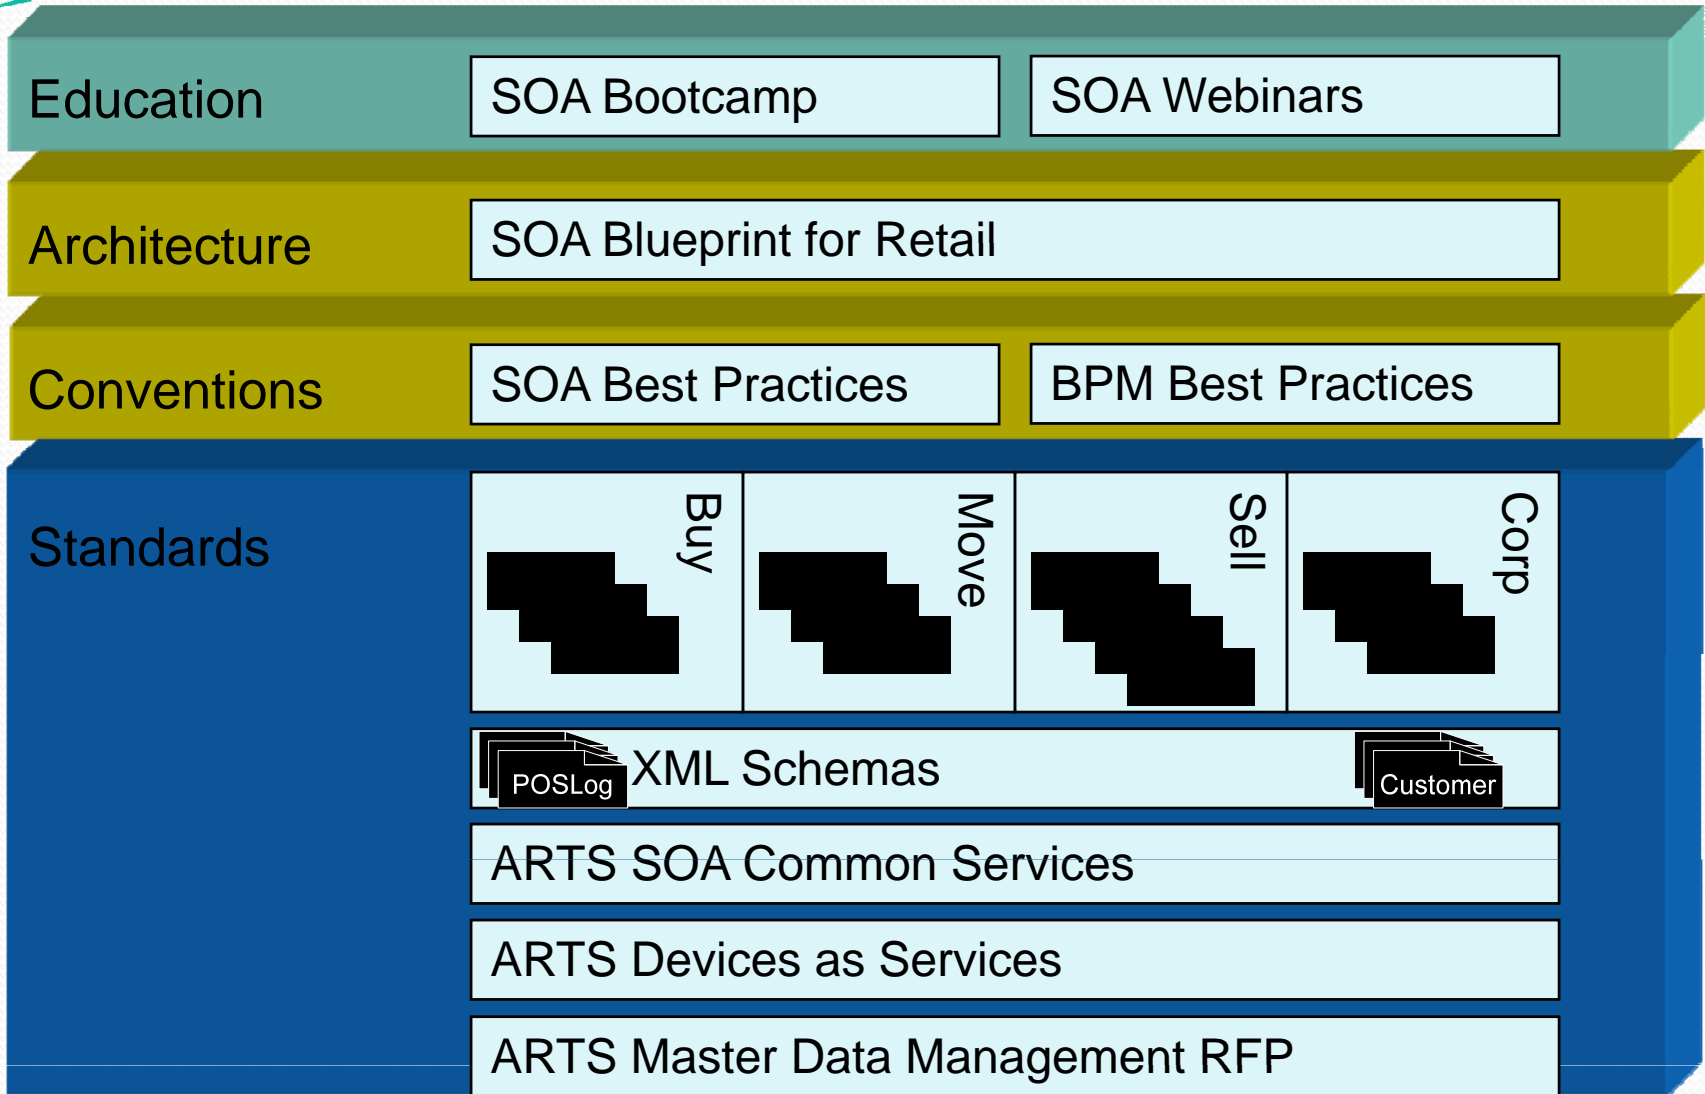 Education
SOA Bootcamp
SOA Webinars
Architecture
SOA Blueprint for Retail
Conventions
SOA Best Practices
BPM Best Practices
Standards
Buy
Move
Sell
Corp
POSLog
XML Schemas
Customer
ARTS SOA Common Services
ARTS Devices as Services
ARTS Master Data Management RFP